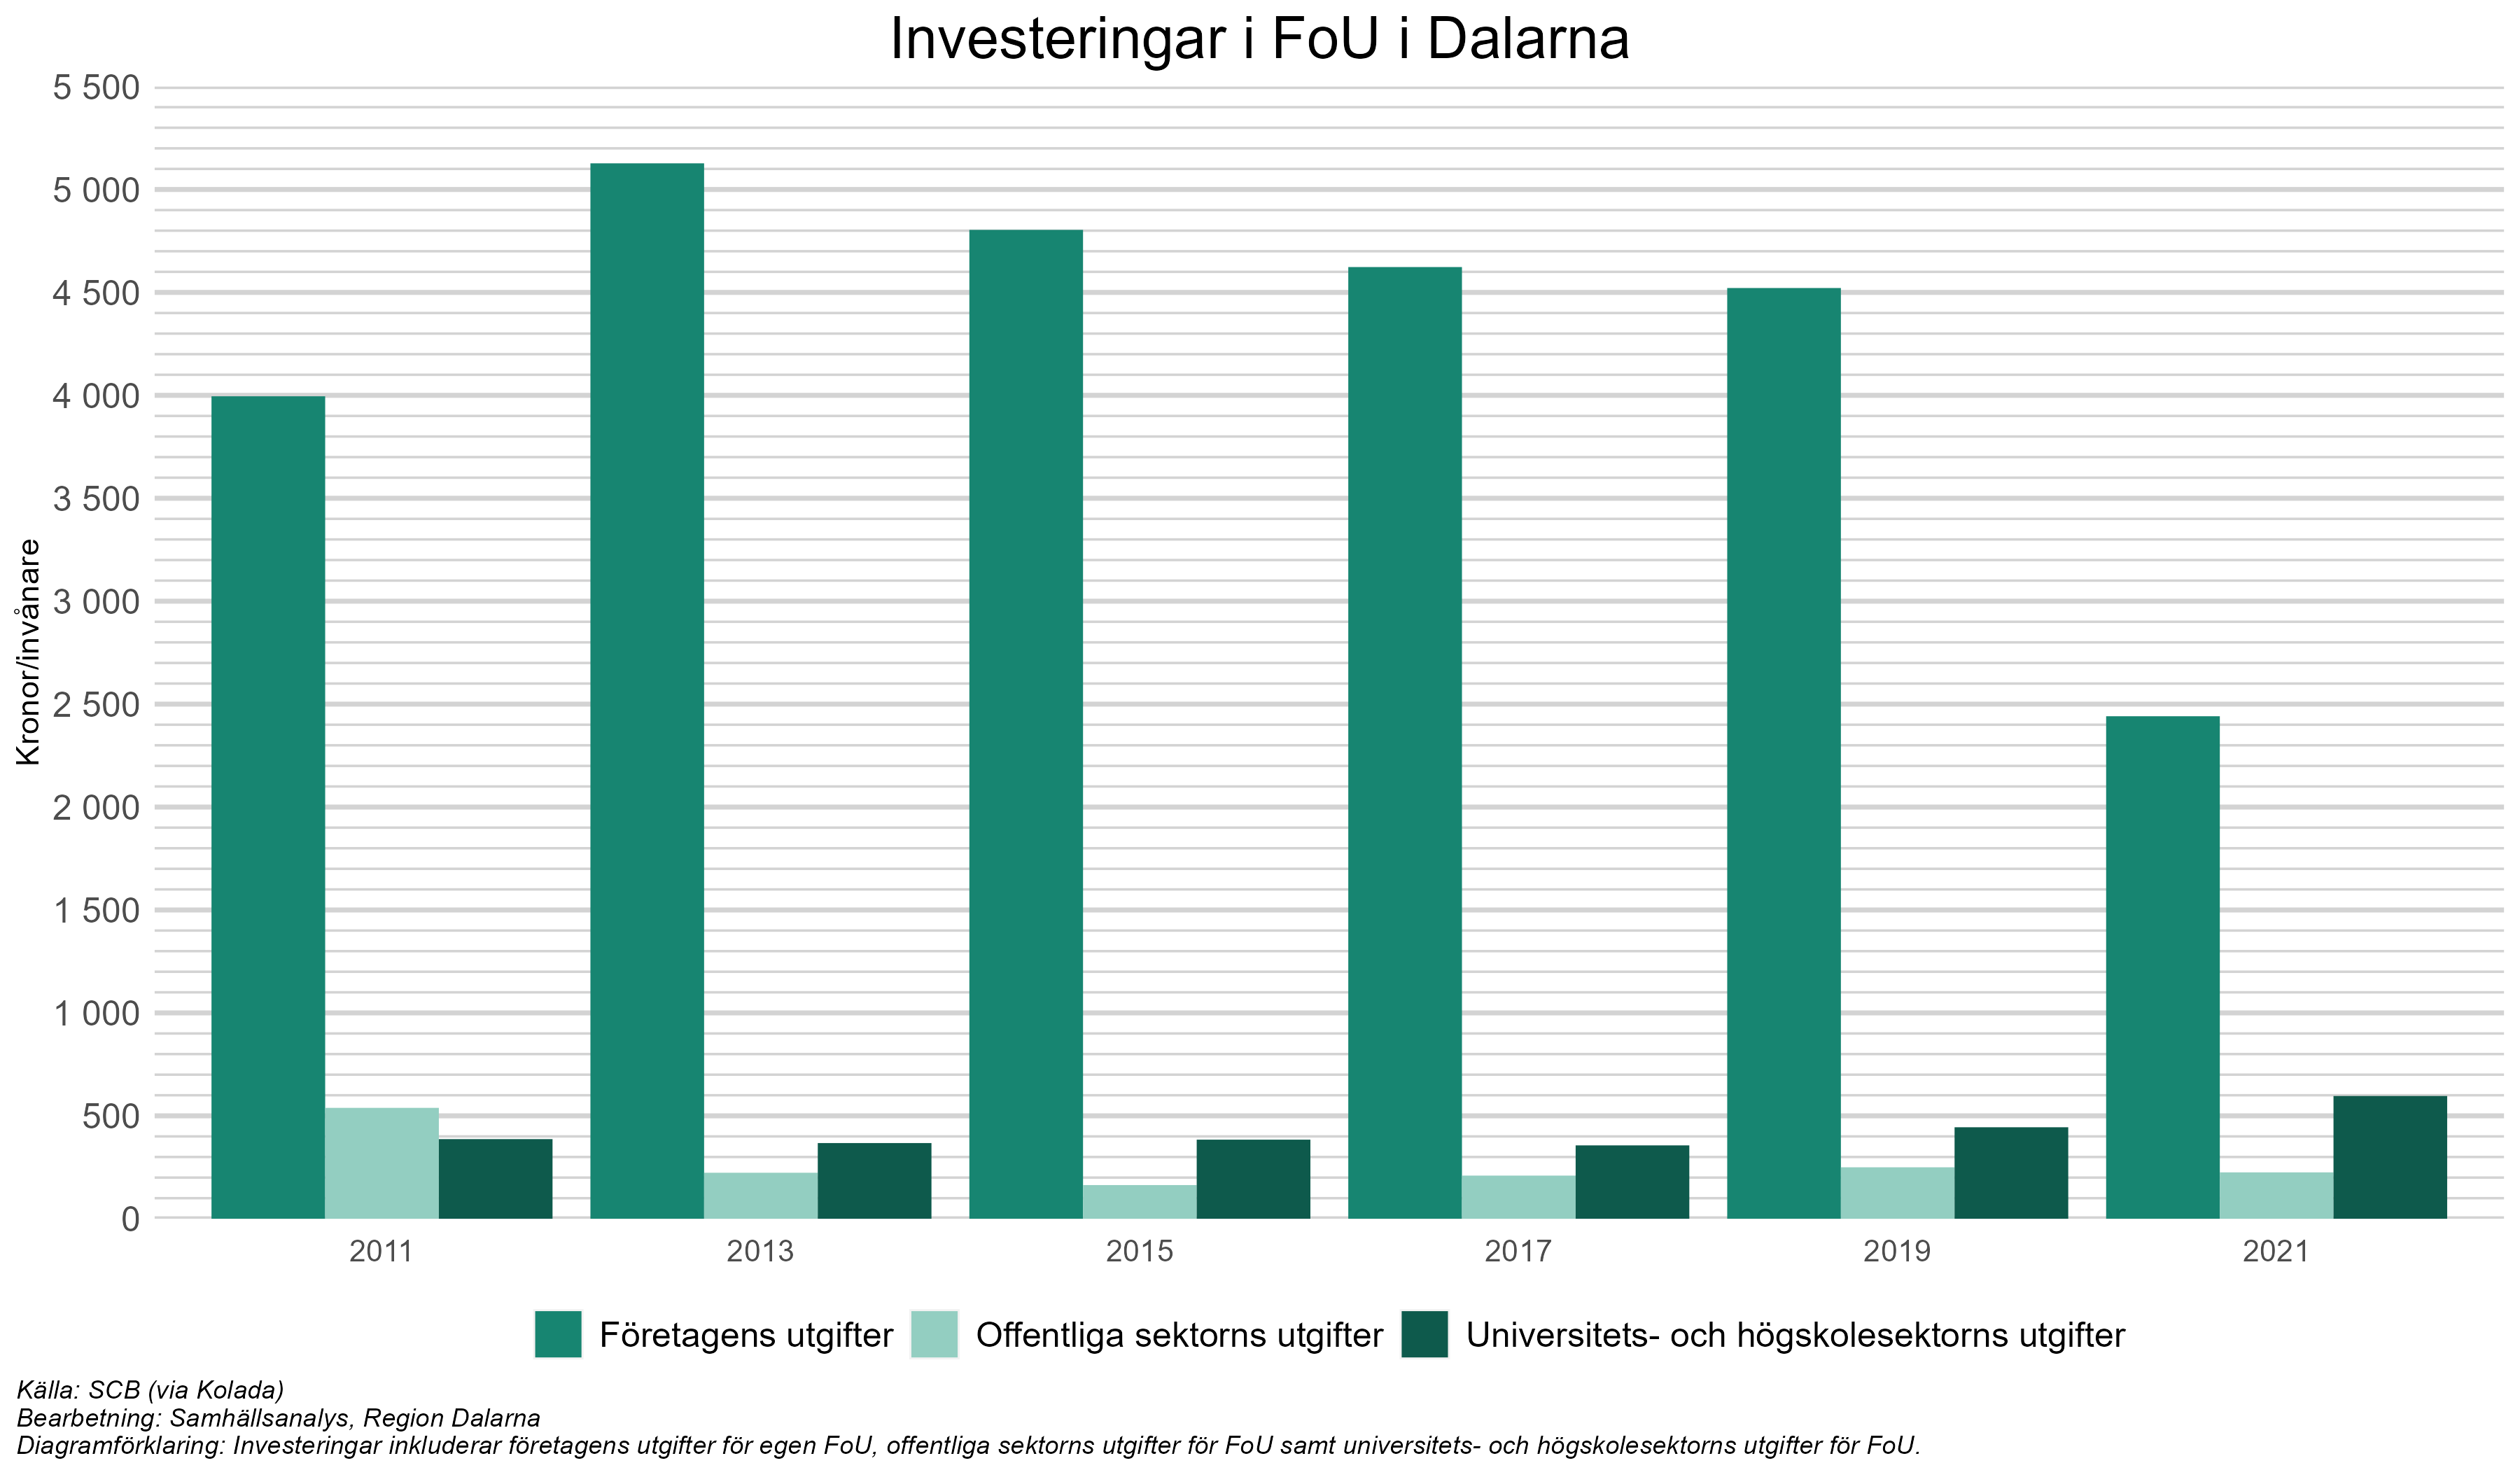 Investeringar i FoU i Dalarna
Kronor/invånare
5 500
5 000
4 500
4 000
3 500
3 000
2 500
2 000
1 500
1 000
500
0
2011 2013 2015 2017 2019 2021
Företagens utgifter Offentliga sektorns utgifter Universitets- och högskolesektorns utgifter
Källa: SCB (via Kolada)
Bearbetning: Samhällsanalys, Region Dalarna
Diagramförklaring: Investeringar inkluderar företagens utgifter för egen FoU, offentliga sektorns utgifter för FoU samt universitets- och högskolesektorns utgifter för FoU.